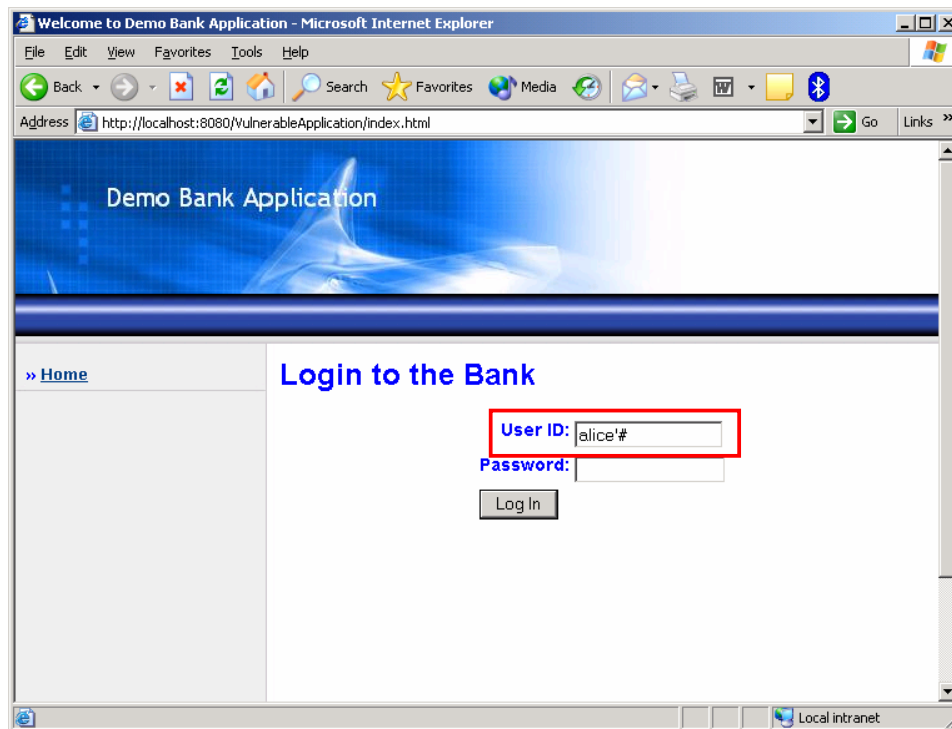 Welcome to Demo Bank Application - Microsoft Internet Explorer
File Edit View Favorites Tools Help
Back Search Favorites Media W
Address http://localhost:8080/VulnerableApplication/index.html Go Links »
Demo Bank Application
» Home
Login to the Bank
User ID: alice'#
Password:
Log In
Local intranet